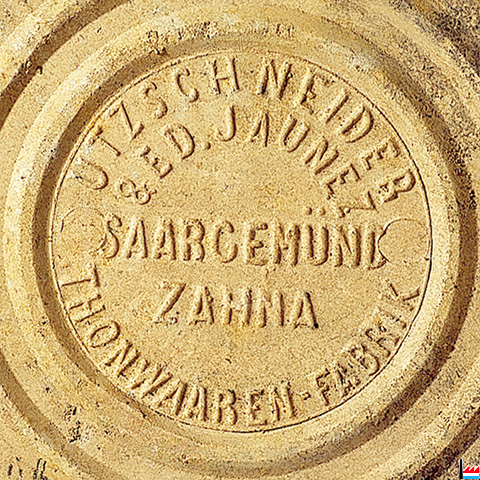 UTZSCHNEIDER
& ED. JAUNEZ
SAARGEMÜND
ZAHNA
THONWAAREN-FABRIK